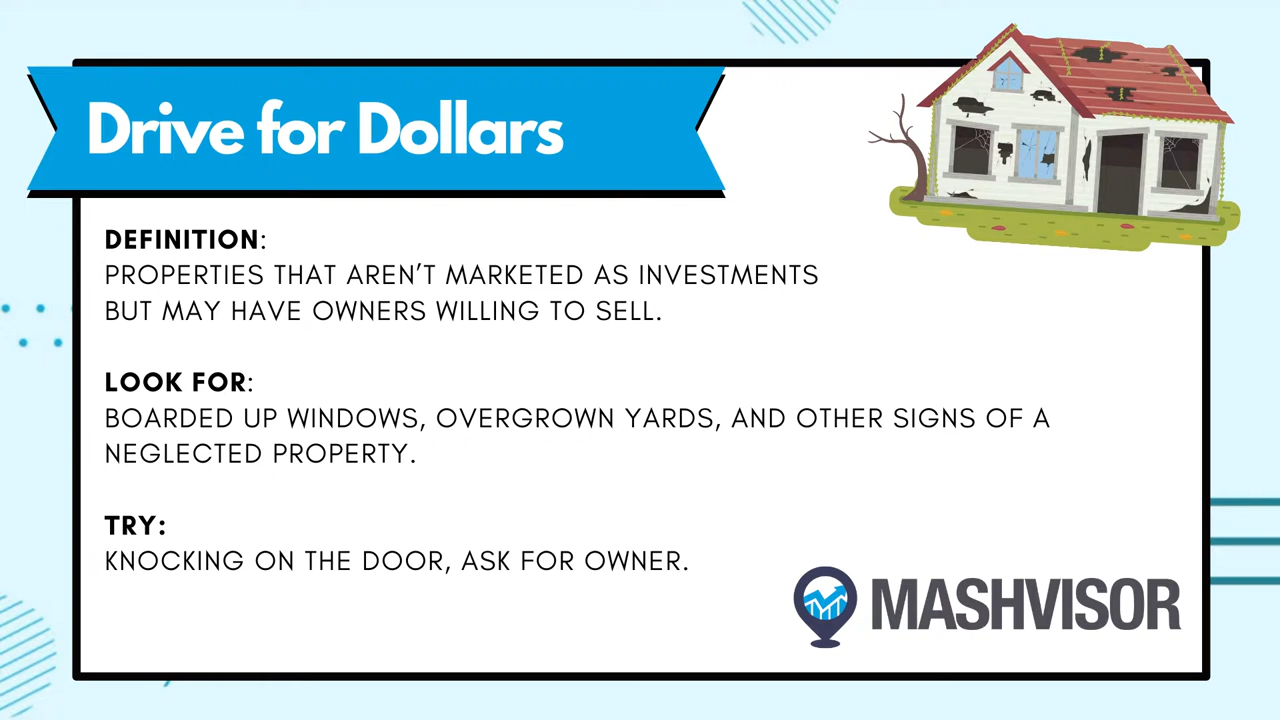 Drive for Dollars
DEFINITION:
PROPERTIES THAT AREN’T MARKETED AS INVESTMENTS
BUT MAY HAVE OWNERS WILLING TO SELL.
LOOK FOR:
BOARDED UP WINDOWS, OVERGROWN YARDS, AND OTHER SIGNS OF A
NEGLECTED PROPERTY.
TRY:
KNOCKING ON THE DOOR, ASK FOR OWNER.
MASHVISOR